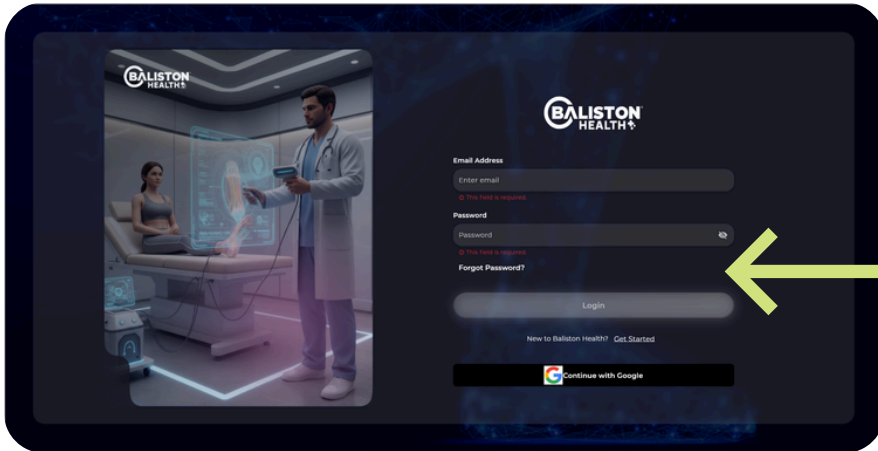 BALISTON
HEALTH+
BALISTON
HEALTH+
Email Address
Enter email
This field is required.
Password
Password
This field is required.
Forgot Password?
Login
New to Baliston Health? Get Started
Continue with Google